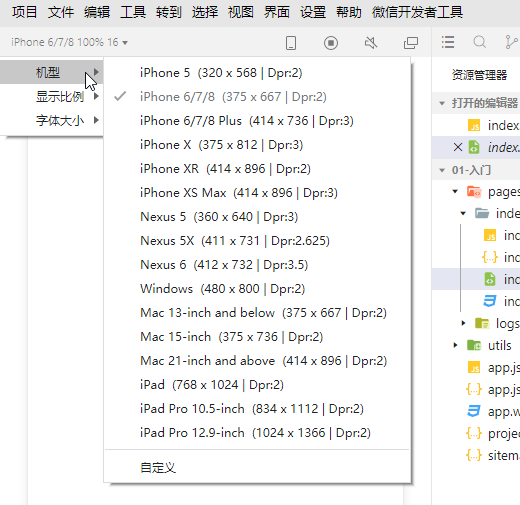 项目 文件 编辑 工具 转到 选择 视图 界面 设置 帮助 微信开发者工具
iPhone 6/7/8 100% 16
机型
显示比例
字体大小
iPhone 5 (320 x 568 | Dpr:2)
iPhone 6/7/8 (375 x 667 | Dpr:2)
iPhone 6/7/8 Plus (414 x 736 | Dpr:3)
iPhone X (375 x 812 | Dpr:3)
iPhone XR (414 x 896 | Dpr:2)
iPhone XS Max (414 x 896 | Dpr:3)
Nexus 5 (360 x 640 | Dpr:3)
Nexus 5X (411 x 731 | Dpr:2.625)
Nexus 6 (412 x 732 | Dpr:3.5)
Windows (480 x 800 | Dpr:2)
Mac 13-inch and below (375 x 667 | Dpr:2)
Mac 15-inch (375 x 736 | Dpr:2)
Mac 21-inch and above (414 x 896 | Dpr:2)
iPad (768 x 1024 | Dpr:2)
iPad Pro 10.5-inch (834 x 1112 | Dpr:2)
iPad Pro 12.9-inch (1024 x 1366 | Dpr:2)
自定义
资源管理器
打开的编辑器
index.
index.
01-入门
pages
inde
ind
ind
ind
ind
logs
utils
app.js
app.js
app.w
projec
sitema